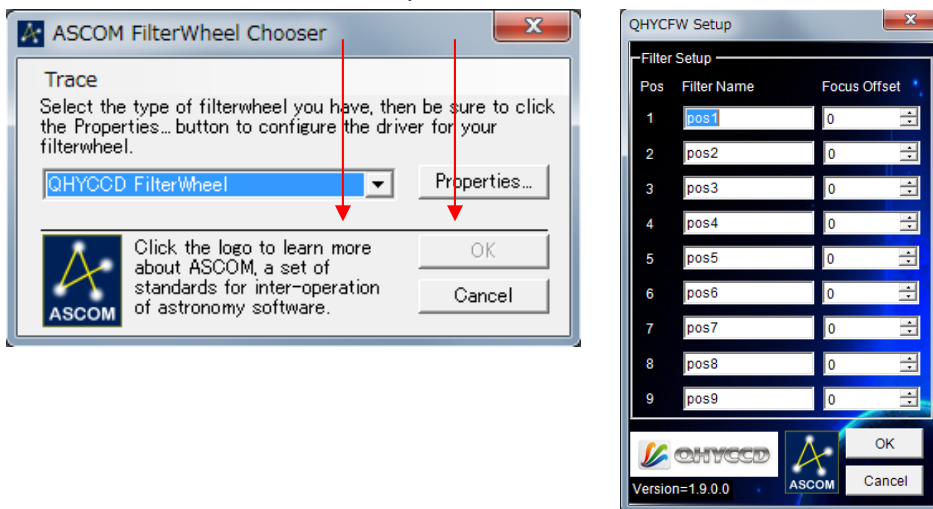 ASCOM FilterWheel Chooser
Trace
Select the type of filterwheel you have, then be sure to click
the Properties... button to configure the driver for your
filterwheel.
QHYCCD FilterWheel
Properties...
Click the logo to learn more
about ASCOM, a set of
standards for inter-operation
of astronomy software.
ASCOM
OK
Cancel
QHYCFW Setup
Filter Setup
Pos Filter Name Focus Offset
1 pos1 0
2 pos2 0
3 pos3 0
4 pos4 0
5 pos5 0
6 pos6 0
7 pos7 0
8 pos8 0
9 pos9 0
QHYCCD
ASCOM
OK
Cancel
Version=1.9.0.0